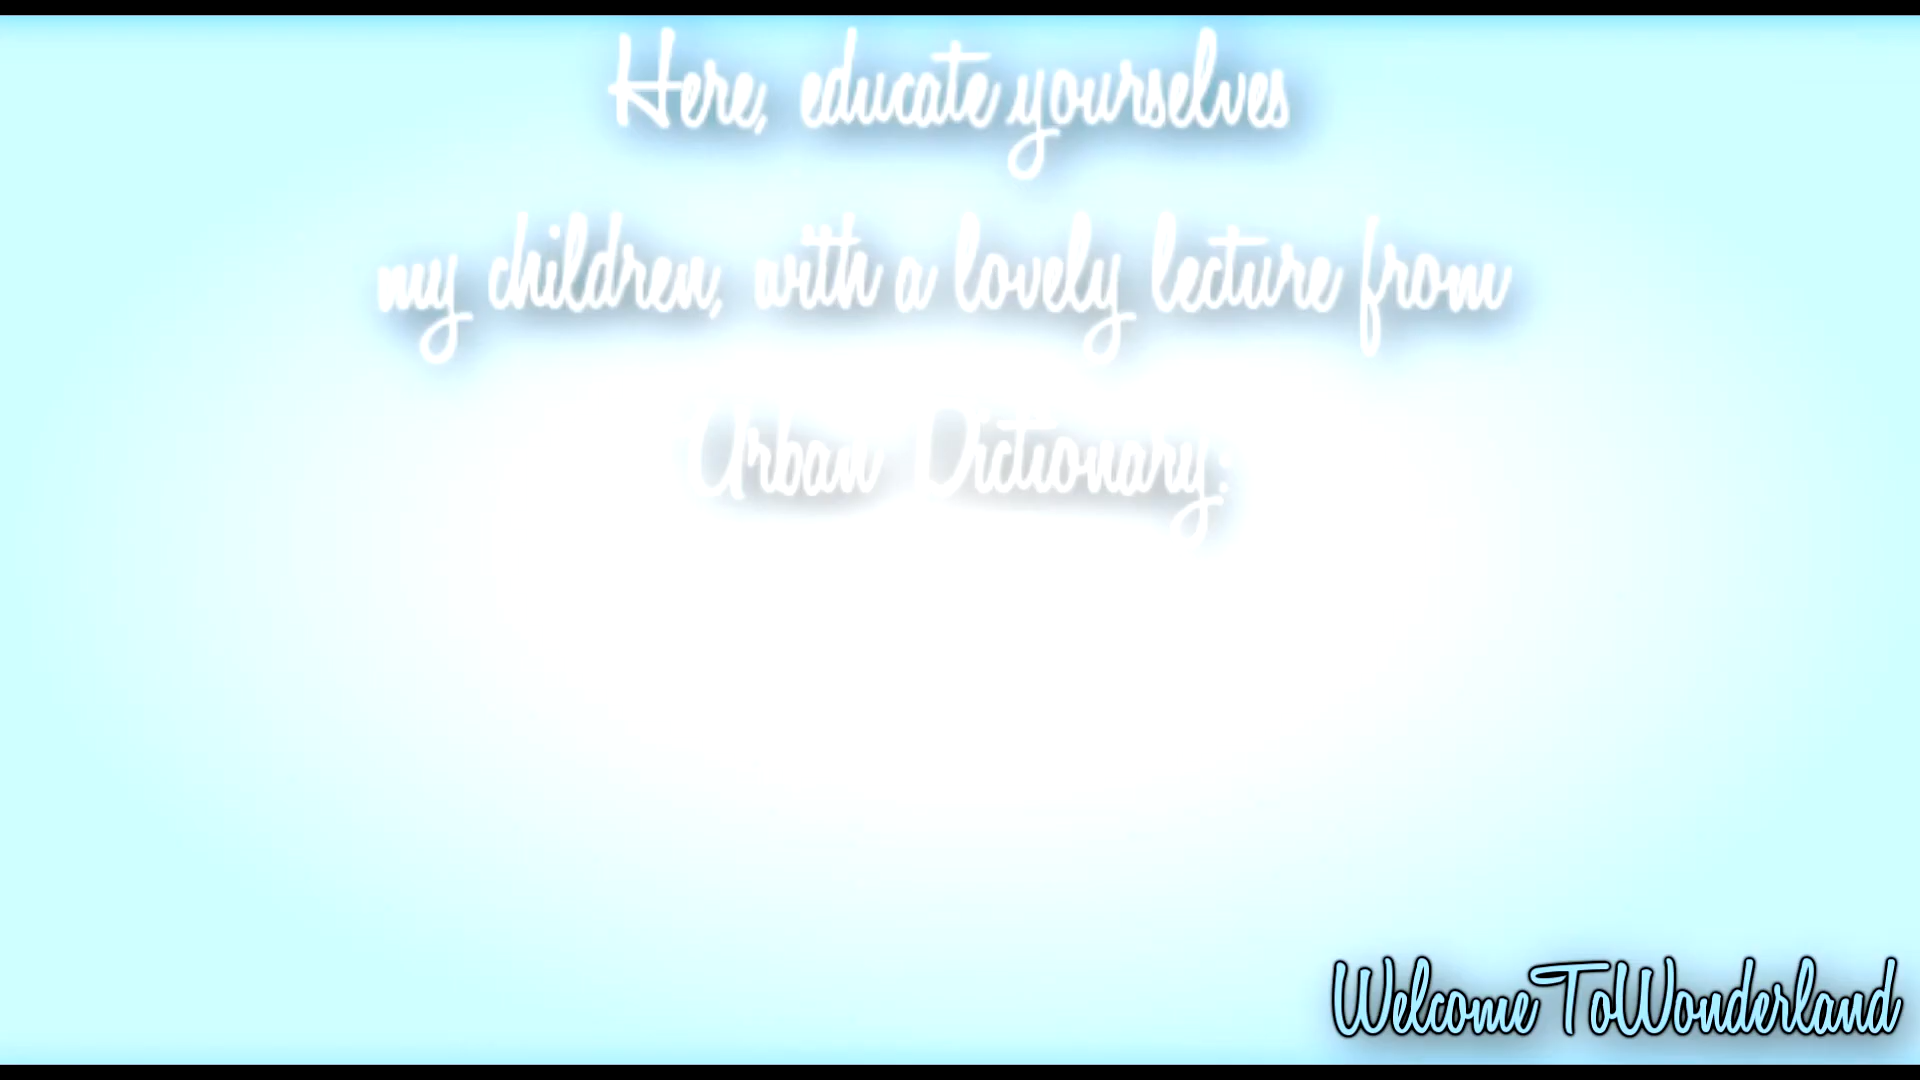 Here, educate yourselves
my children, with a lovely lecture from
Urban Dictionary:
WelcomeToWonderland